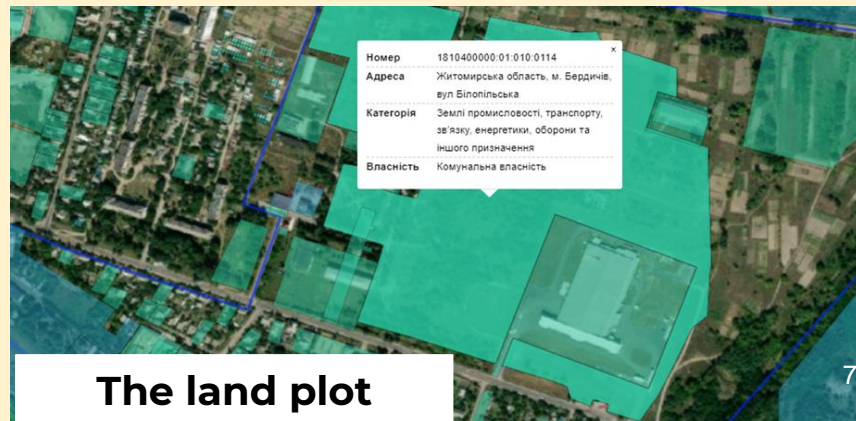 ×
Номер 1810400000:01:010:0114
Адреса Житомирська область, м. Бердичів,
вул Білопільська
Категорія Землі промисловості, транспорту,
зв'язку, енергетики, оборони та
іншого призначення
Власність Комунальна власність
The land plot
7